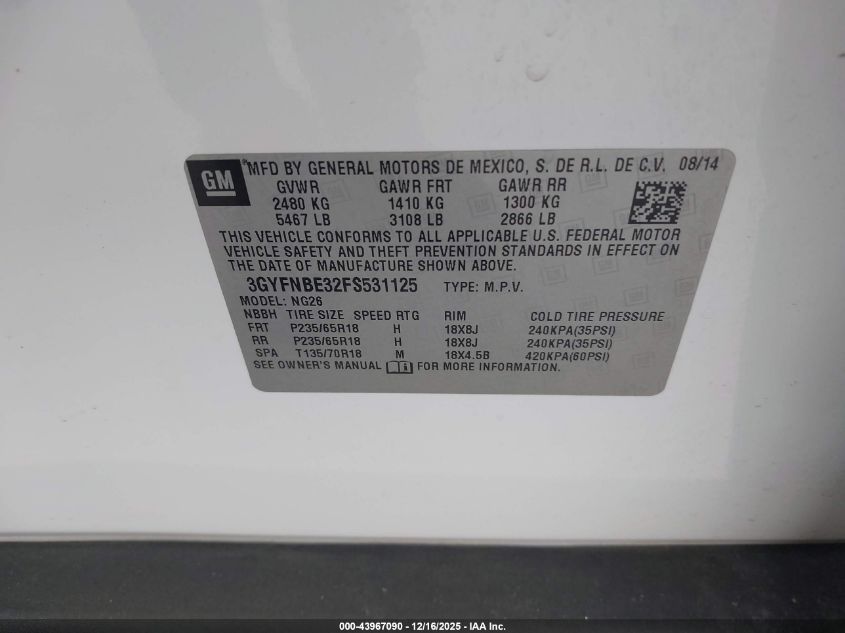 GM ®MFD BY GENERAL MOTORS DE MEXICO, S. DE R.L. DE C.V. 08/14
GVWR GAWR FRT GAWR RR
2480 KG 1410 KG 1300 KG
5467 LB 3108 LB 2866 LB
THIS VEHICLE CONFORMS TO ALL APPLICABLE U.S. FEDERAL MOTOR
VEHICLE SAFETY AND THEFT PREVENTION STANDARDS IN EFFECT ON
THE DATE OF MANUFACTURE SHOWN ABOVE.
3GYFNBE32FS531125 TYPE: M.P.V.
MODEL: NG26
NBBH TIRE SIZE SPEED RTG RIM COLD TIRE PRESSURE
FRT P235/65R18 H 18X8J 240KPA(35PSI)
RR P235/65R18 H 18X8J 240KPA(35PSI)
SPA T135/70R18 M 18X4.5B 420KPA(60PSI)
SEE OWNER'S MANUAL FOR MORE INFORMATION.
000-43967090 - 12/16/2025 - IAA Inc.